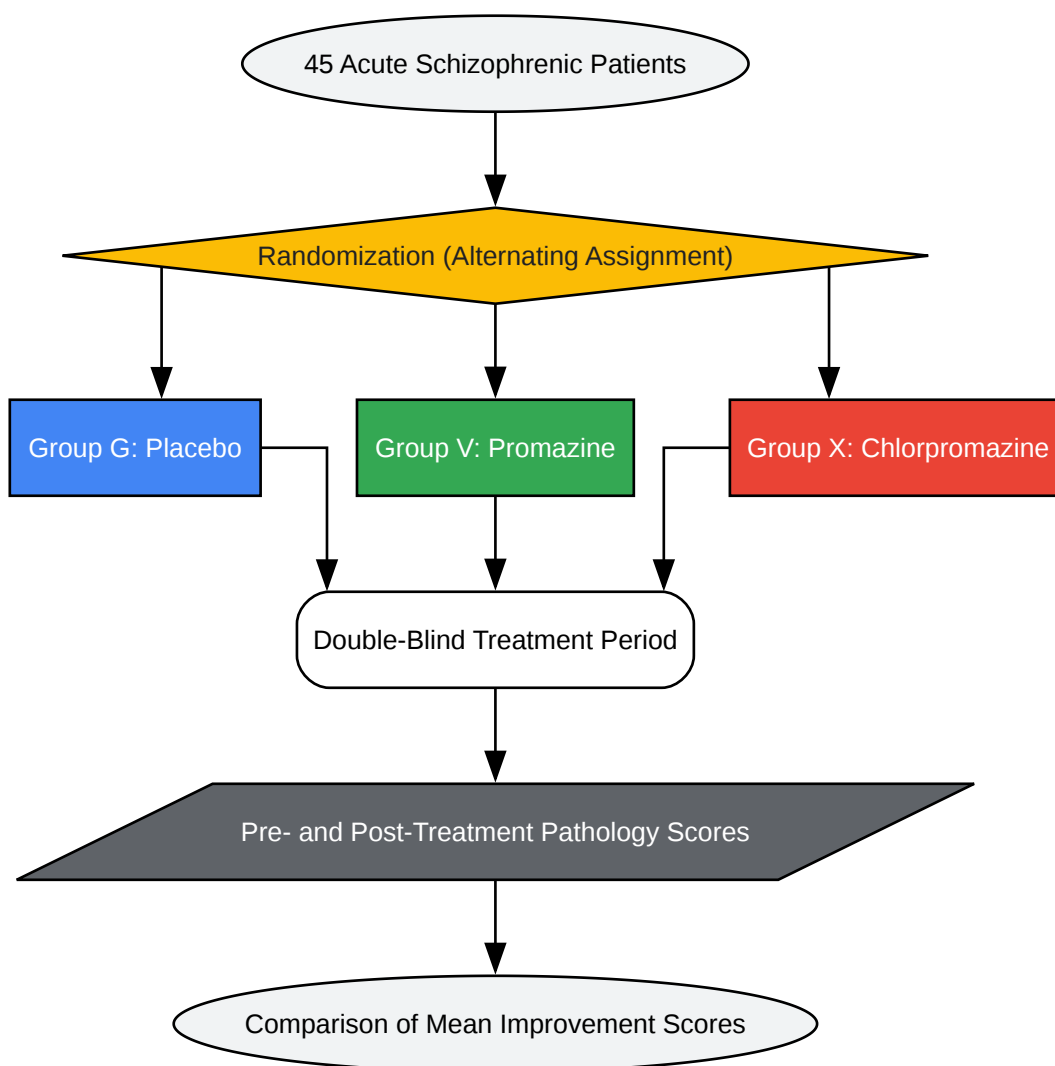 45 Acute Schizophrenic Patients
Randomization (Alternating Assignment)
Group G: Placebo
Group V: Promazine
Group X: Chlorpromazine
Double-Blind Treatment Period
Pre- and Post-Treatment Pathology Scores
Comparison of Mean Improvement Scores